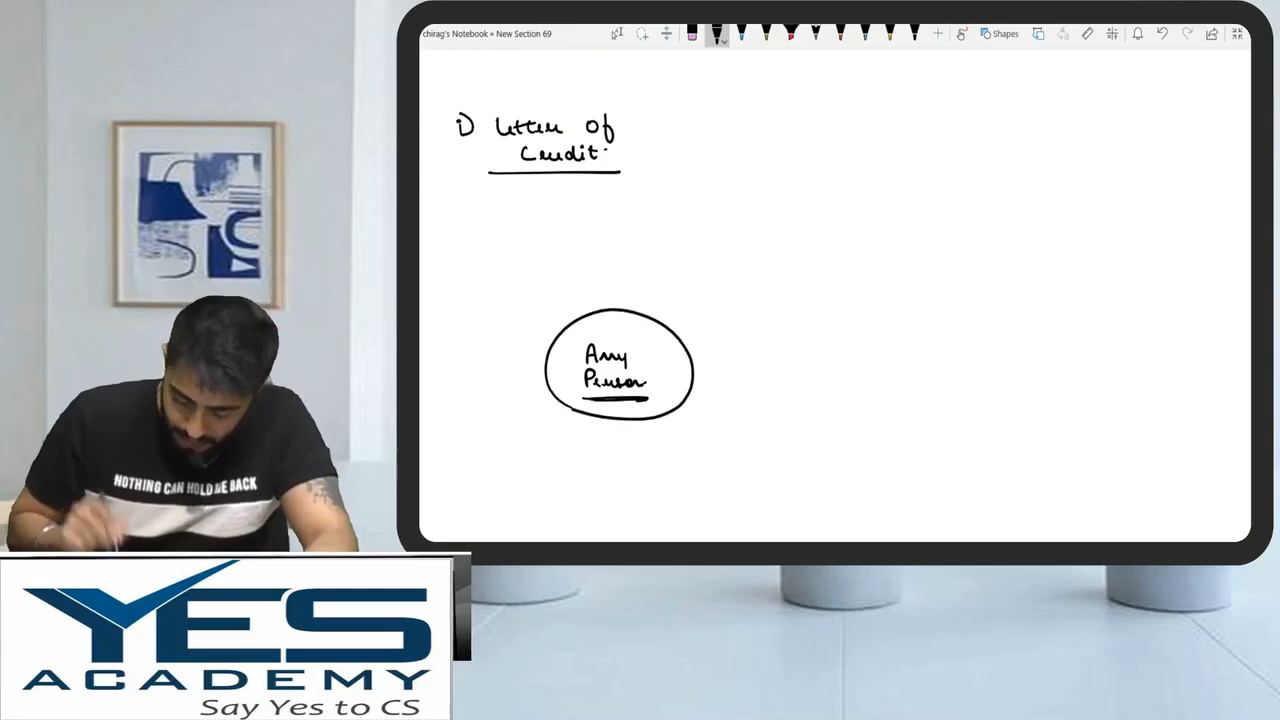 chirag's Notebook » New Section 69
Shapes
i) Letter of
Credit
Any
Person
NOTHING CAN HOLD ME BACK
YES
ACADEMY
Say Yes to CS